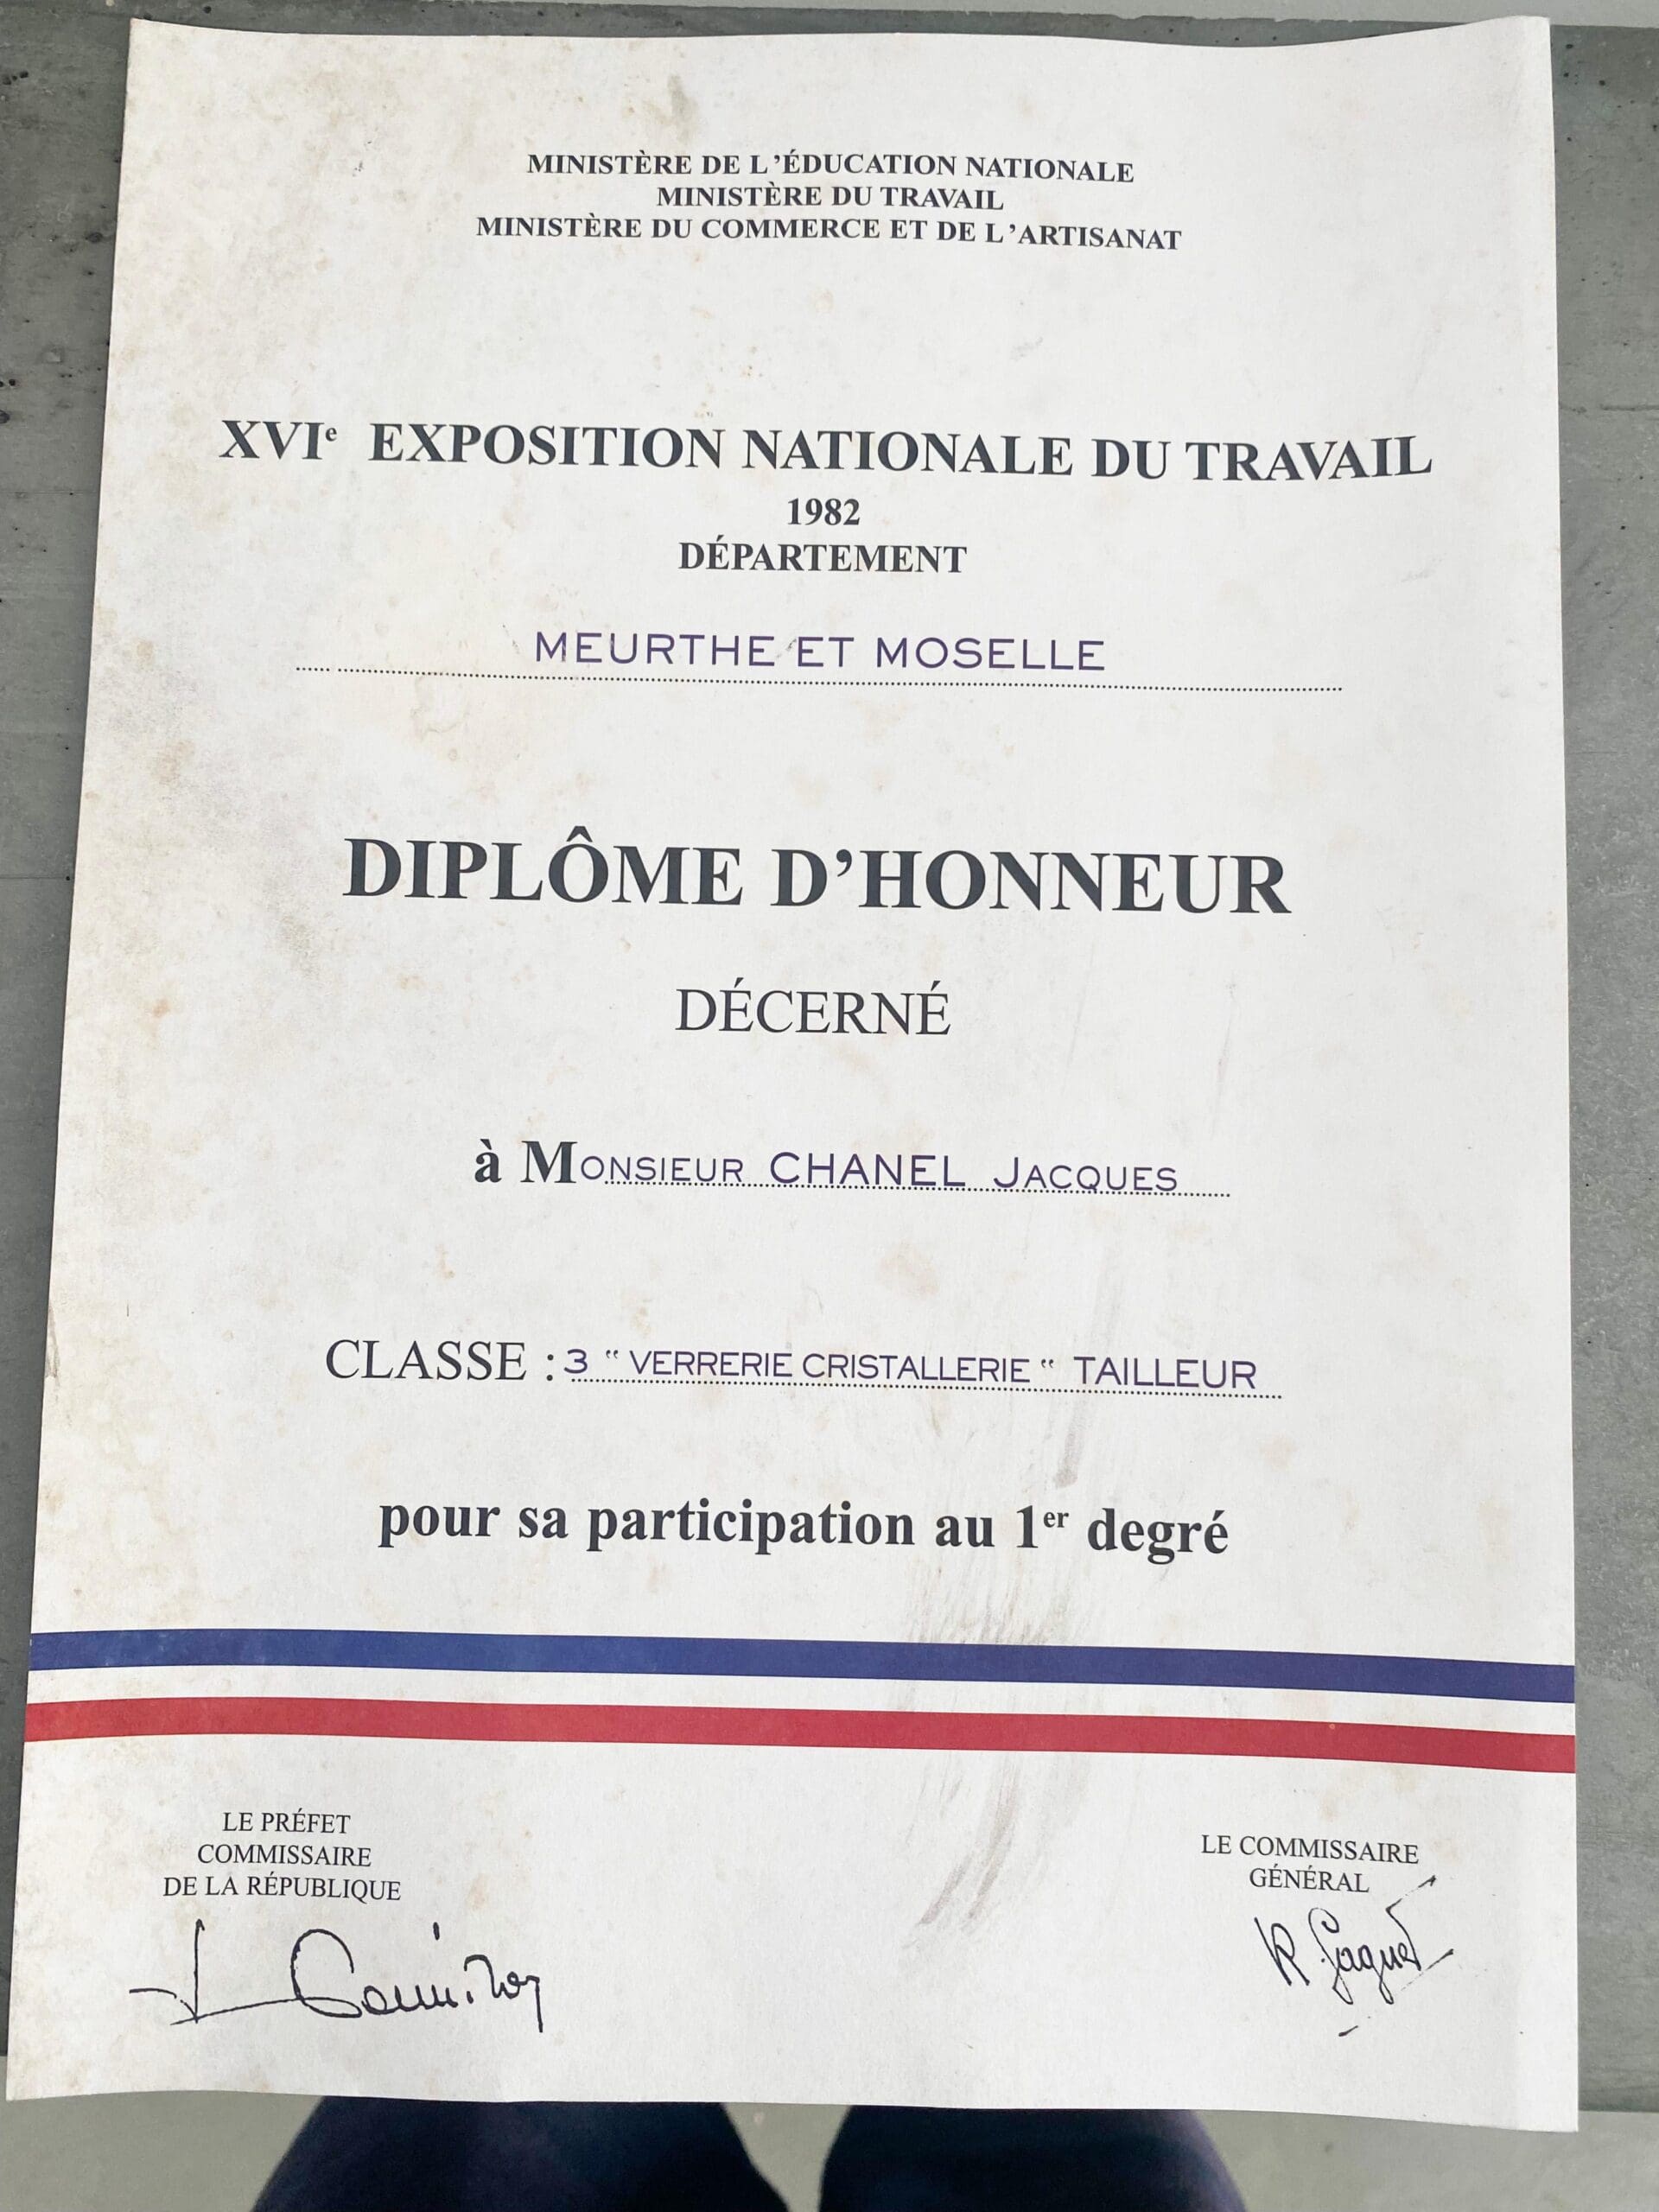 MINISTÈRE DE L'ÉDUCATION NATIONALE
MINISTÈRE DU TRAVAIL
MINISTÈRE DU COMMERCE ET DE L'ARTISANAT
XVIe EXPOSITION NATIONALE DU TRAVAIL
1982
DÉPARTEMENT
MEURTHE ET MOSELLE
DIPLÔME D'HONNEUR
DÉCERNÉ
à MONSIEUR CHANEL JACQUES
CLASSE : 3 “ VERRERIE CRISTALLERIE “ TAILLEUR
pour sa participation au 1er degré
LE PRÉFET
COMMISSAIRE
DE LA RÉPUBLIQUE
LE COMMISSAIRE
GÉNÉRAL